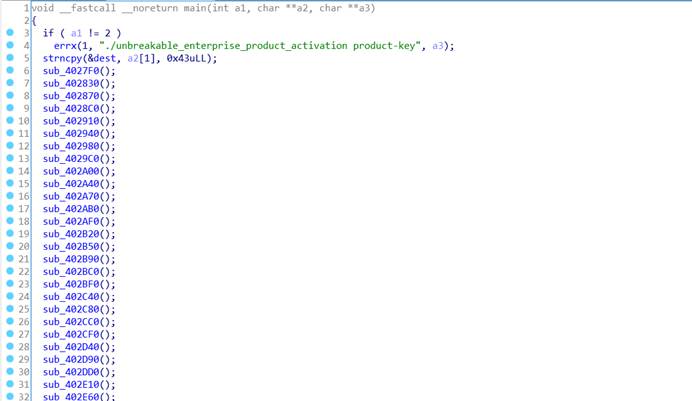 1 void __fastcall __noreturn main(int a1, char **a2, char **a3)
2 {
3 if ( a1 != 2 )
4 errx(1, "./unbreakable_enterprise_product_activation product-key", a3);
5 strncpy(&dest, a2[1], 0x43uLL);
6 sub_4027F0();
7 sub_402830();
8 sub_402870();
9 sub_4028C0();
10 sub_402910();
11 sub_402940();
12 sub_402980();
13 sub_4029C0();
14 sub_402A00();
15 sub_402A40();
16 sub_402A70();
17 sub_402AB0();
18 sub_402AF0();
19 sub_402B20();
20 sub_402B50();
21 sub_402B90();
22 sub_402BC0();
23 sub_402BF0();
24 sub_402C40();
25 sub_402C80();
26 sub_402CC0();
27 sub_402CF0();
28 sub_402D40();
29 sub_402D90();
30 sub_402DD0();
31 sub_402E10();
32 sub_402E60();